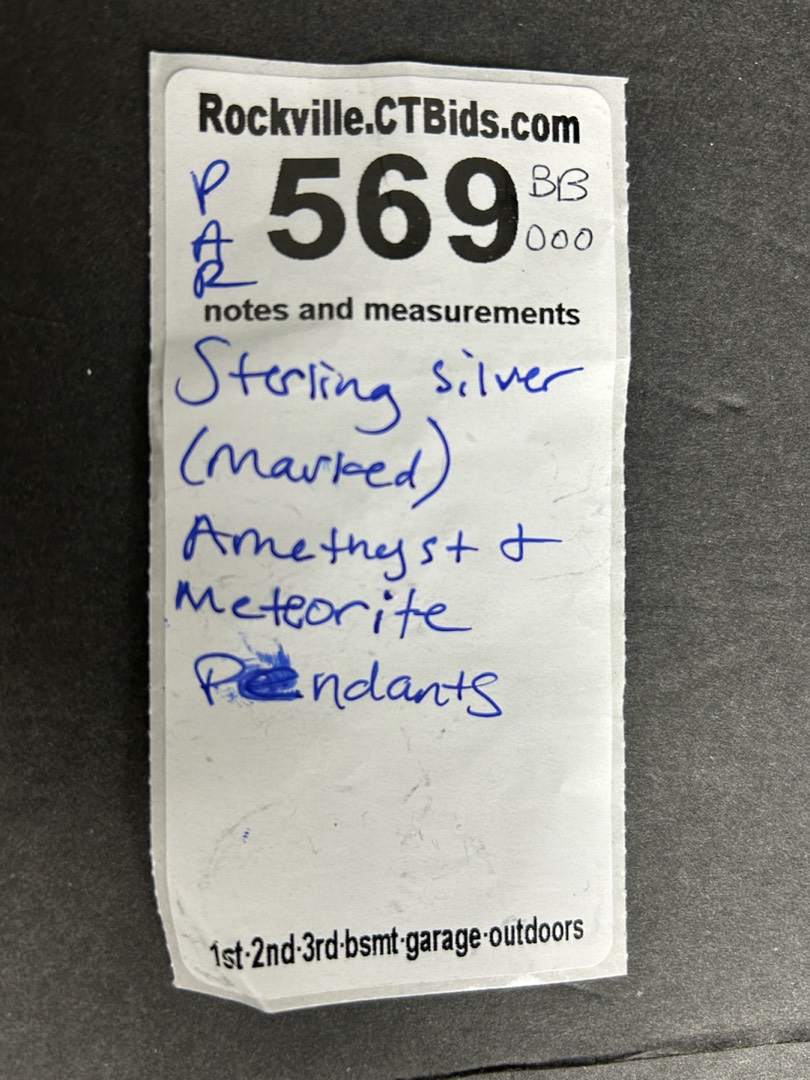 Rockville.CTBids.com
PAR
569
BB
000
notes and measurements
Sterling silver
(marked)
Amethyst &
Meteorite
Pendants
1st·2nd·3rd·bsmt·garage·outdoors